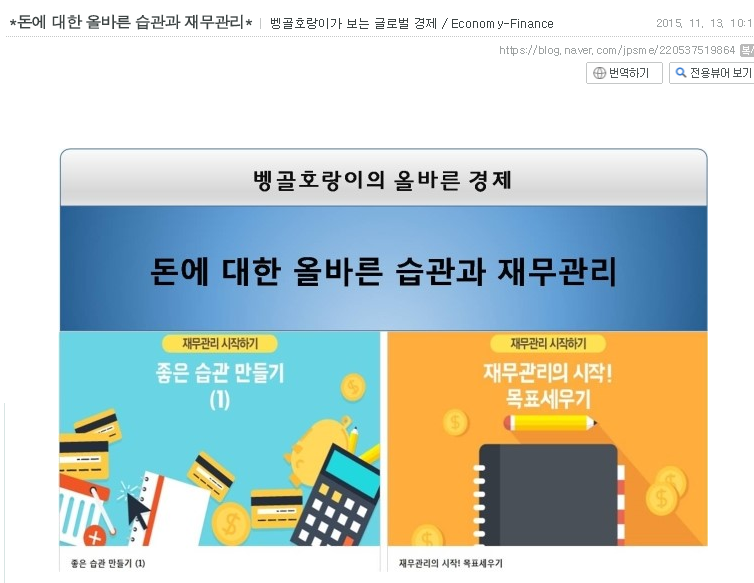 *돈에 대한 올바른 습관과 재무관리* | 벵골호랑이가 보는 글로벌 경제 / Economy-Finance
2015. 11. 13. 10:1
https://blog.naver.com/jpsme/220537519864
번역하기
전용뷰어 보기
벵골호랑이의 올바른 경제
돈에 대한 올바른 습관과 재무관리
재무관리 시작하기
좋은 습관 만들기
(1)
재무관리 시작하기
재무관리의 시작!
목표세우기
좋은 습관 만들기 (1)
재무관리의 시작! 목표세우기